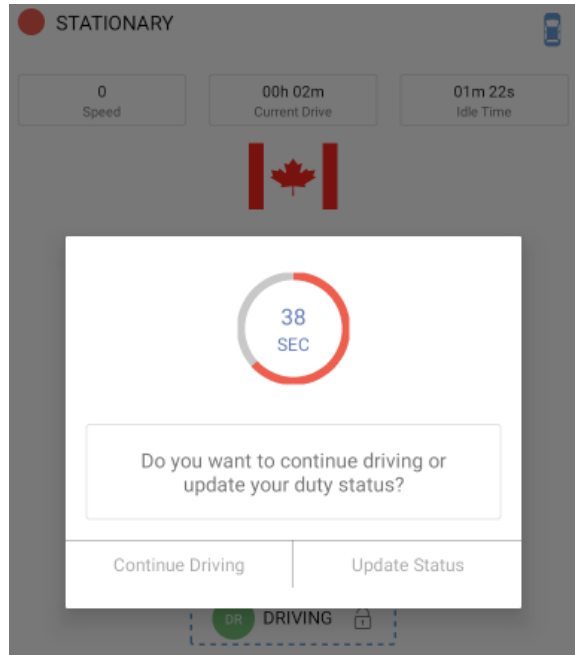 STATIONARY
0
Speed
00h 02m
Current Drive
01m 22s
Idle Time
38
SEC
Do you want to continue driving or
update your duty status?
Continue Driving
Update Status
DR DRIVING